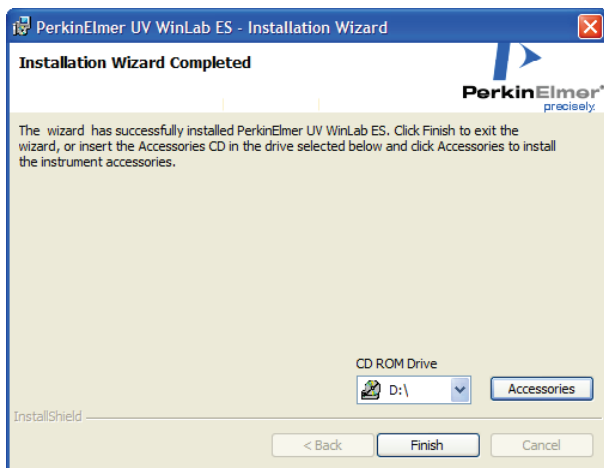 PerkinElmer UV WinLab ES - Installation Wizard
Installation Wizard Completed
PerkinElmer®
precisely.
The wizard has successfully installed PerkinElmer UV WinLab ES. Click Finish to exit the
wizard, or insert the Accessories CD in the drive selected below and click Accessories to install
the instrument accessories.
CD ROM Drive
D:\
Accessories
InstallShield
< Back
Finish
Cancel